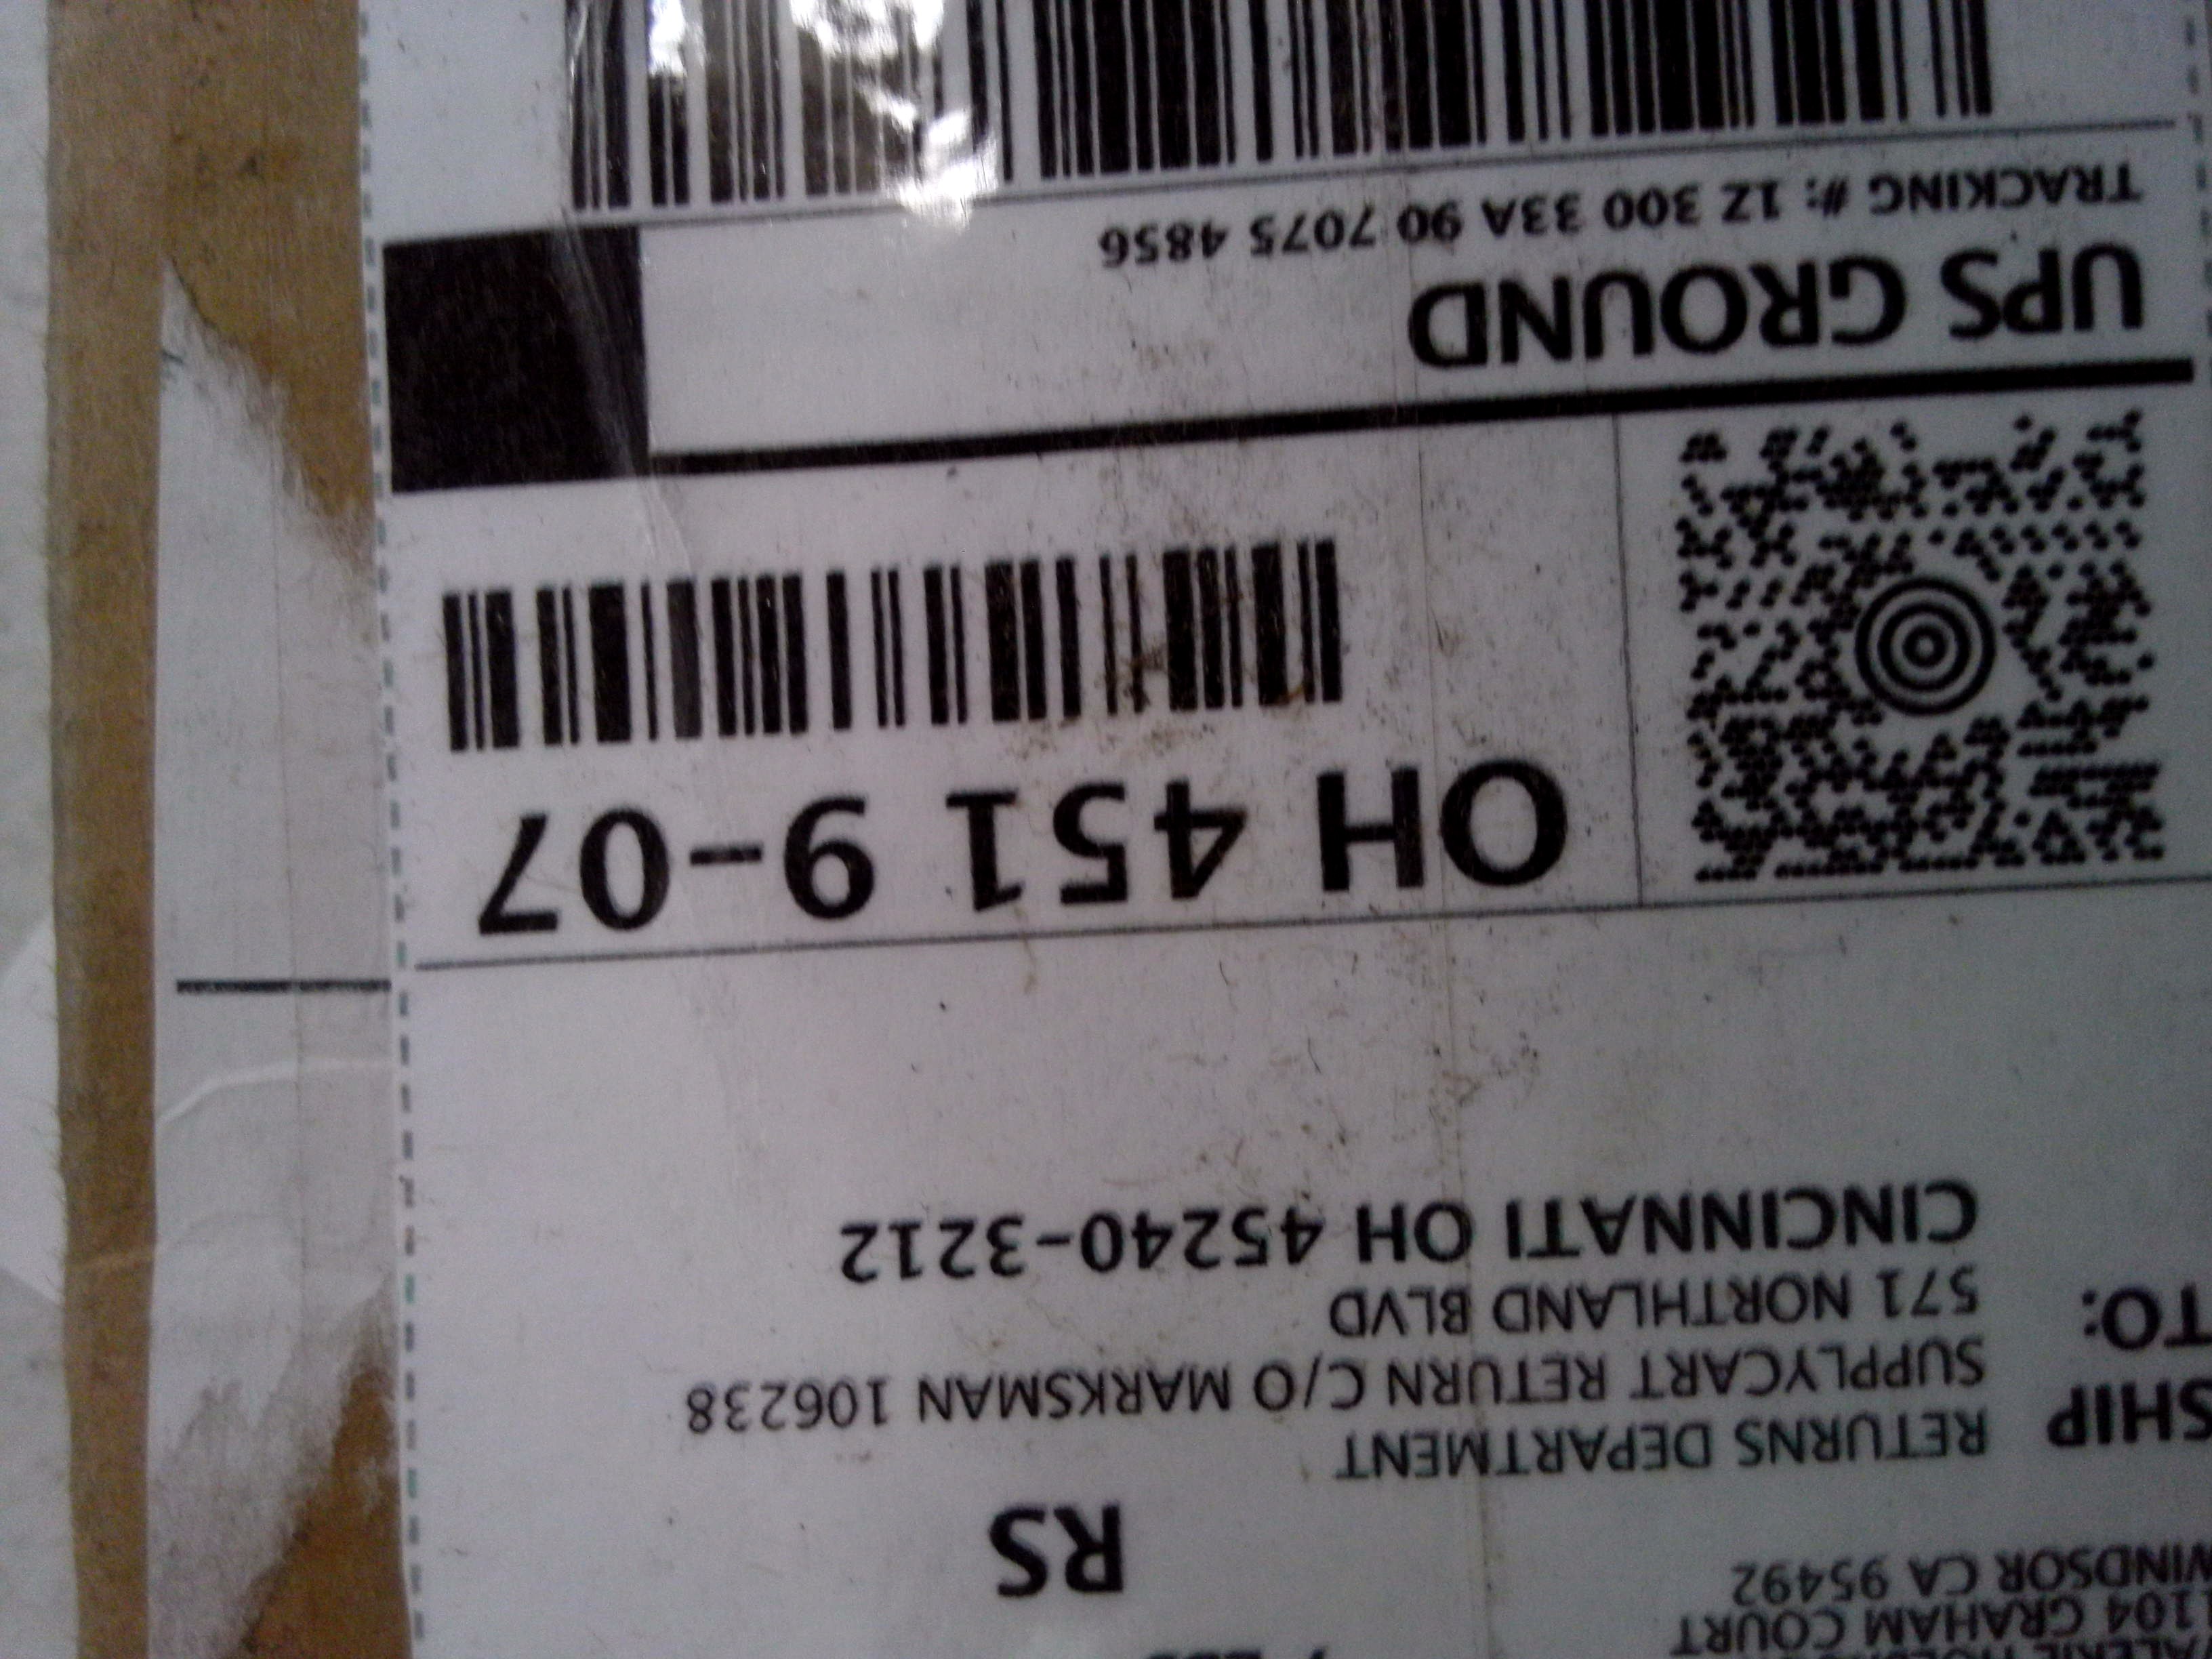 104 GRAHAM COURT
WINDSOR CA 95492
RS
SHIP
TO:
RETURNS DEPARTMENT
SUPPLYCART RETURN C/O MARKSMAN 106238
571 NORTHLAND BLVD
CINCINNATI OH 45240-3212
OH 451 9-07
UPS GROUND
TRACKING #: 1Z 300 33A 90 7075 4856